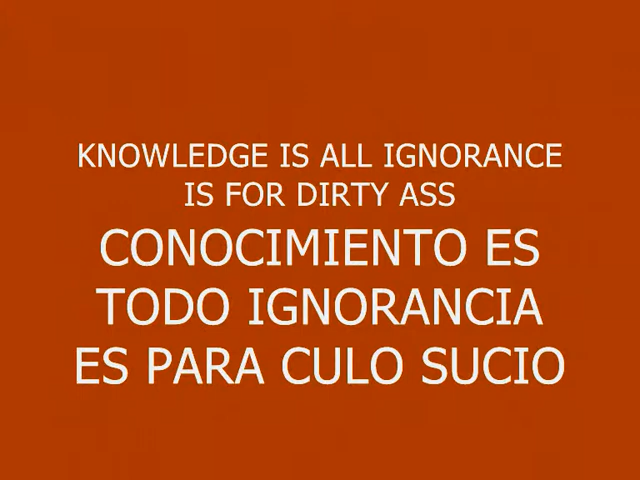 KNOWLEDGE IS ALL IGNORANCE
IS FOR DIRTY ASS
CONOCIMIENTO ES
TODO IGNORANCIA
ES PARA CULO SUCIO